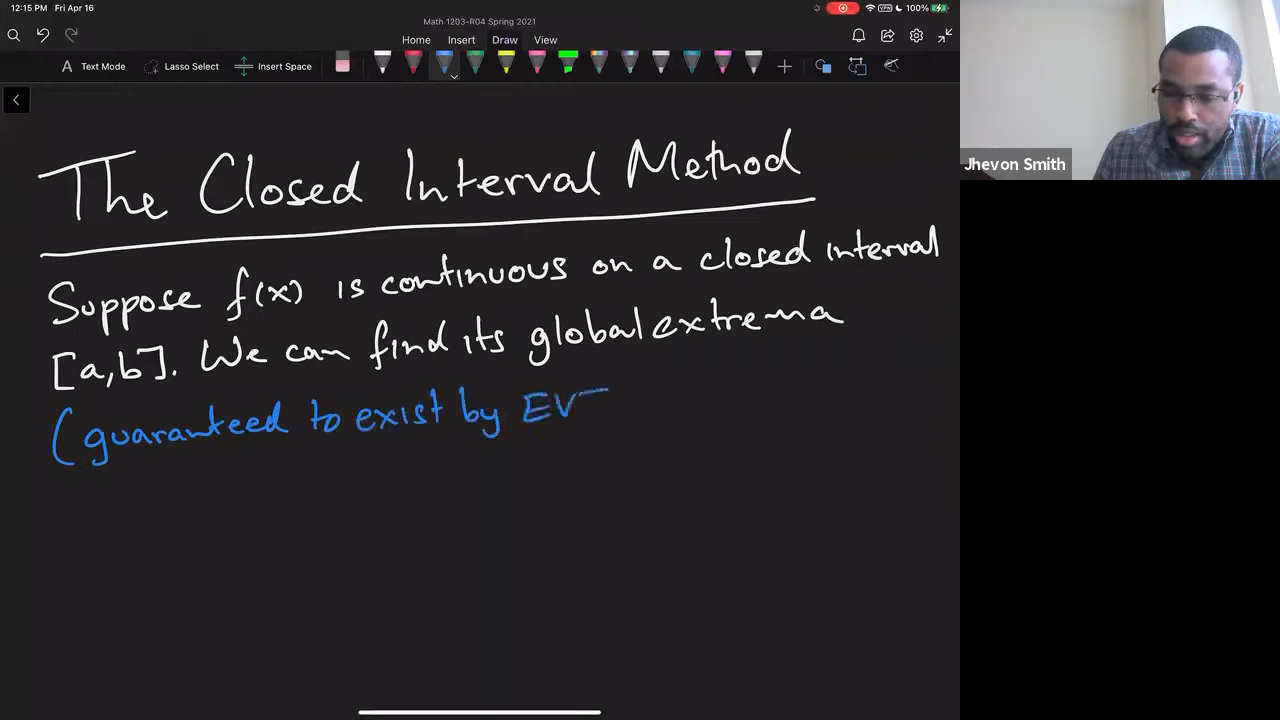 12:15 PM Fri Apr 16
VPN 100%
Math 1203-R04 Spring 2021
Home Insert Draw View
A Text Mode Lasso Select Insert Space
Jhevon Smith
The Closed Interval Method
Suppose f(x) is continuous on a closed interval
[a,b]. We can find its global extrema
(guaranteed to exist by EVT